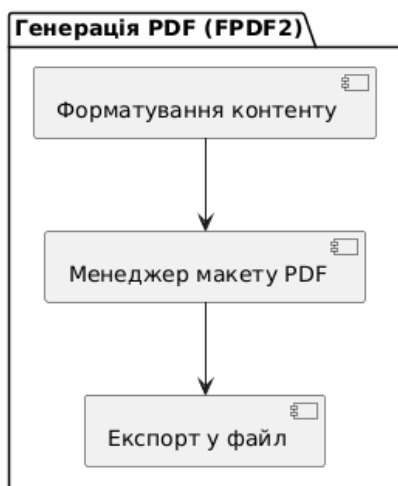 Генерація PDF (FPDF2)
Форматування контенту
Менеджер макету PDF
Експорт у файл